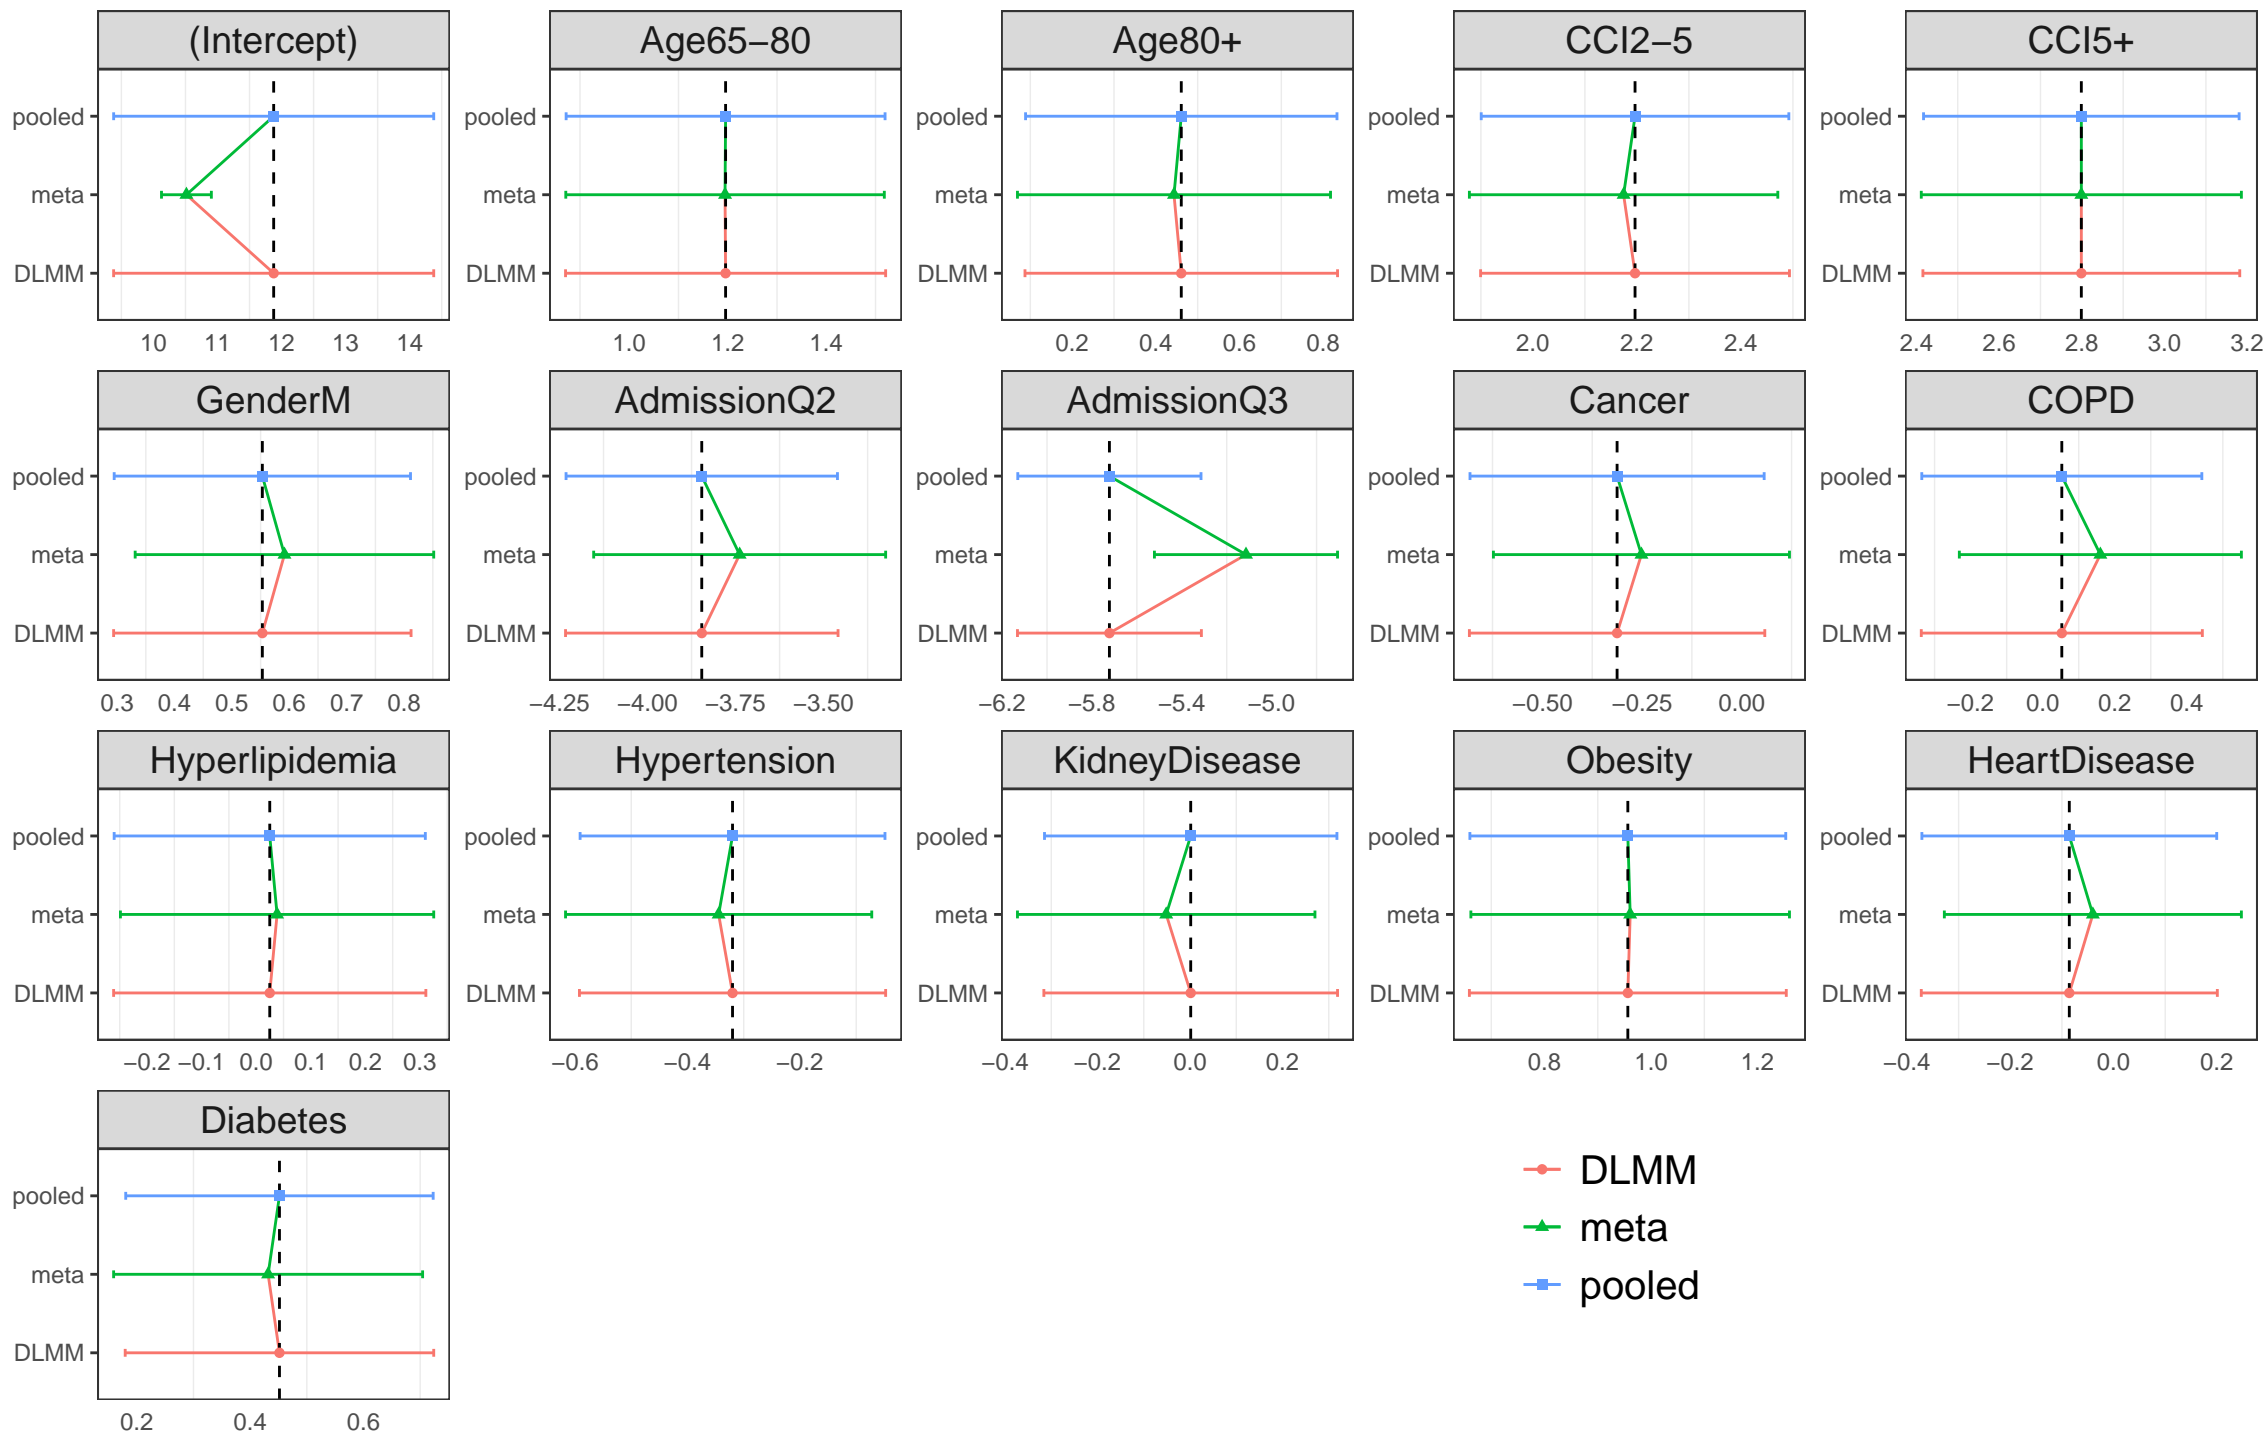 (Intercept) Age65−80 Age80+ CCI2−5 CCI5+
pooled pooled pooled pooled pooled
meta meta meta meta meta
DLMM DLMM DLMM DLMM DLMM
10 11 12 13 14 1.0 1.2 1.4 0.2 0.4 0.6 0.8 2.0 2.2 2.4 2.4 2.6 2.8 3.0 3.2
GenderM AdmissionQ2 AdmissionQ3 Cancer COPD
pooled pooled pooled pooled pooled
meta meta meta meta meta
DLMM DLMM DLMM DLMM DLMM
0.3 0.4 0.5 0.6 0.7 0.8 −4.25 −4.00 −3.75 −3.50 −6.2 −5.8 −5.4 −5.0 −0.50 −0.25 0.00 −0.2 0.0 0.2 0.4
Hyperlipidemia Hypertension KidneyDisease Obesity HeartDisease
pooled pooled pooled pooled pooled
meta meta meta meta meta
DLMM DLMM DLMM DLMM DLMM
−0.2 −0.1 0.0 0.1 0.2 0.3 −0.6 −0.4 −0.2 −0.4 −0.2 0.0 0.2 0.8 1.0 1.2 −0.4 −0.2 0.0 0.2
Diabetes
pooled
meta
DLMM
0.2 0.4 0.6
DLMM
meta
pooled